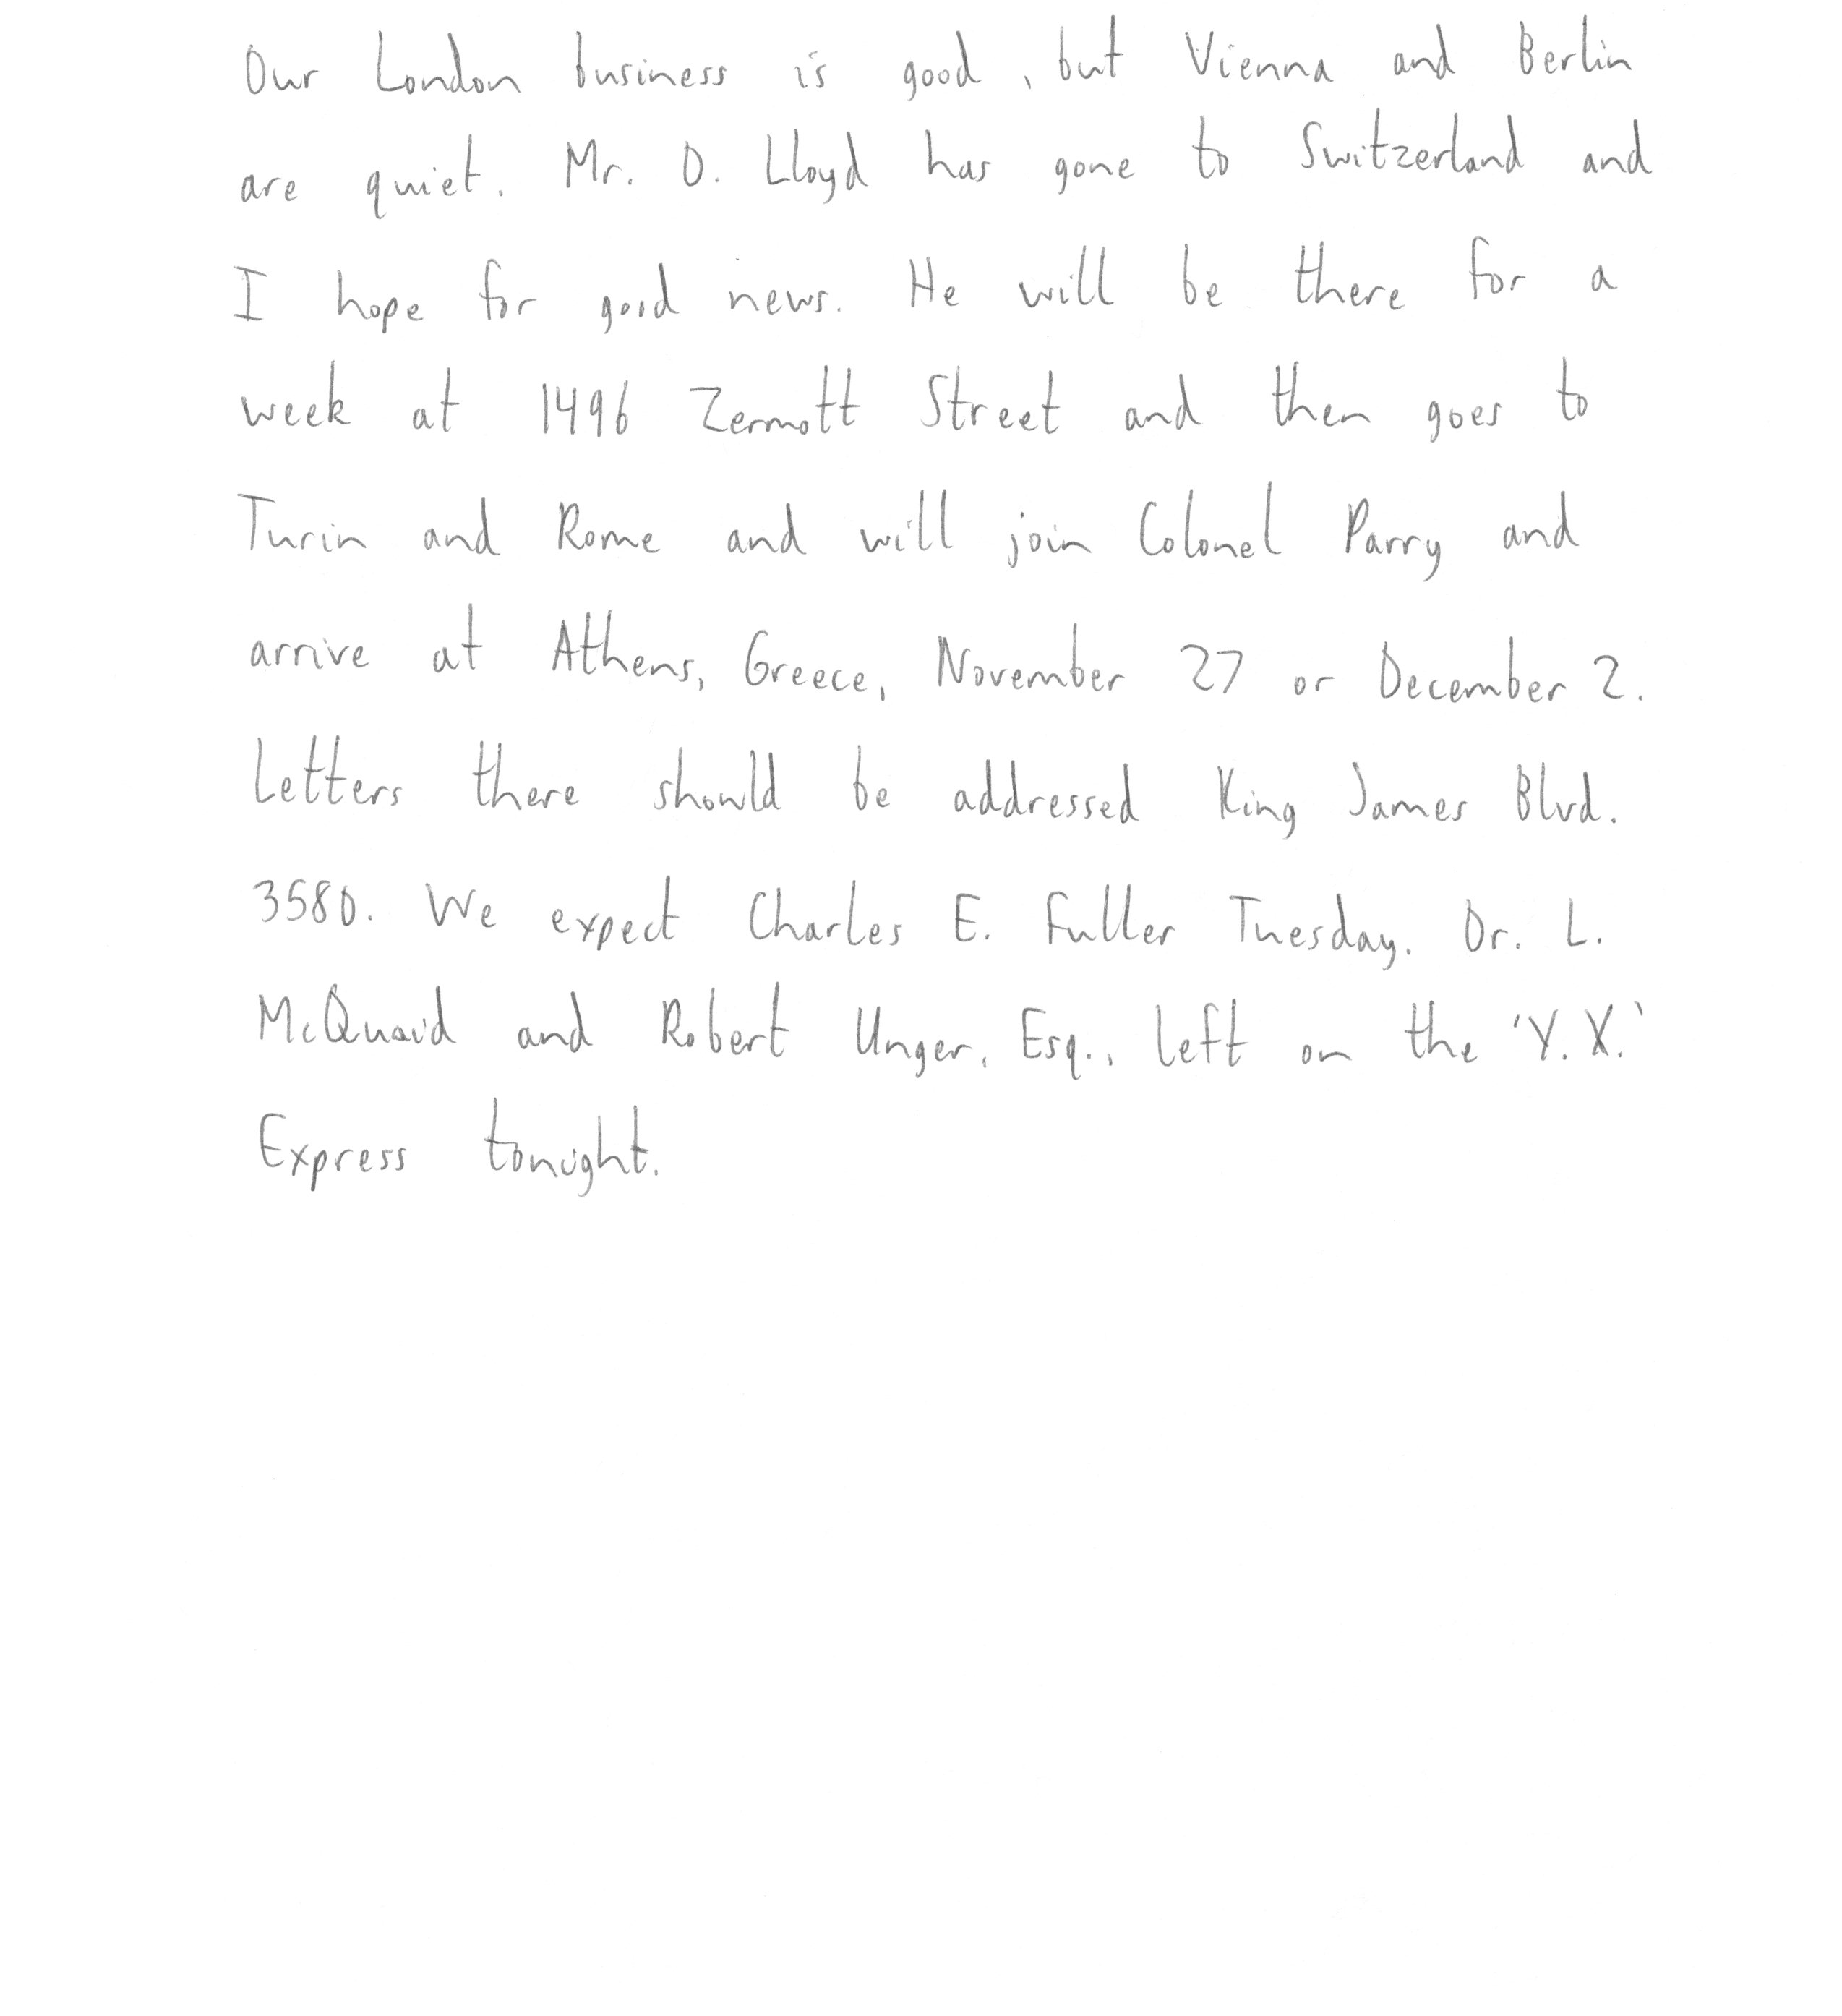 Our London business is good, but Vienna and Berlin
are quiet. Mr. D. Lloyd has gone to Switzerland and
I hope for good news. He will be there for a
week at 1496 Zermott Street and then goes to
Turin and Rome and will join Colonel Parry and
arrive at Athens, Greece, November 27 or December 2.
Letters there should be addressed King James Blvd.
3580. We expect Charles E. Fuller Tuesday. Dr. L.
McQuaid and Robert Unger, Esq., left on the 'Y.X.'
Express tonight.